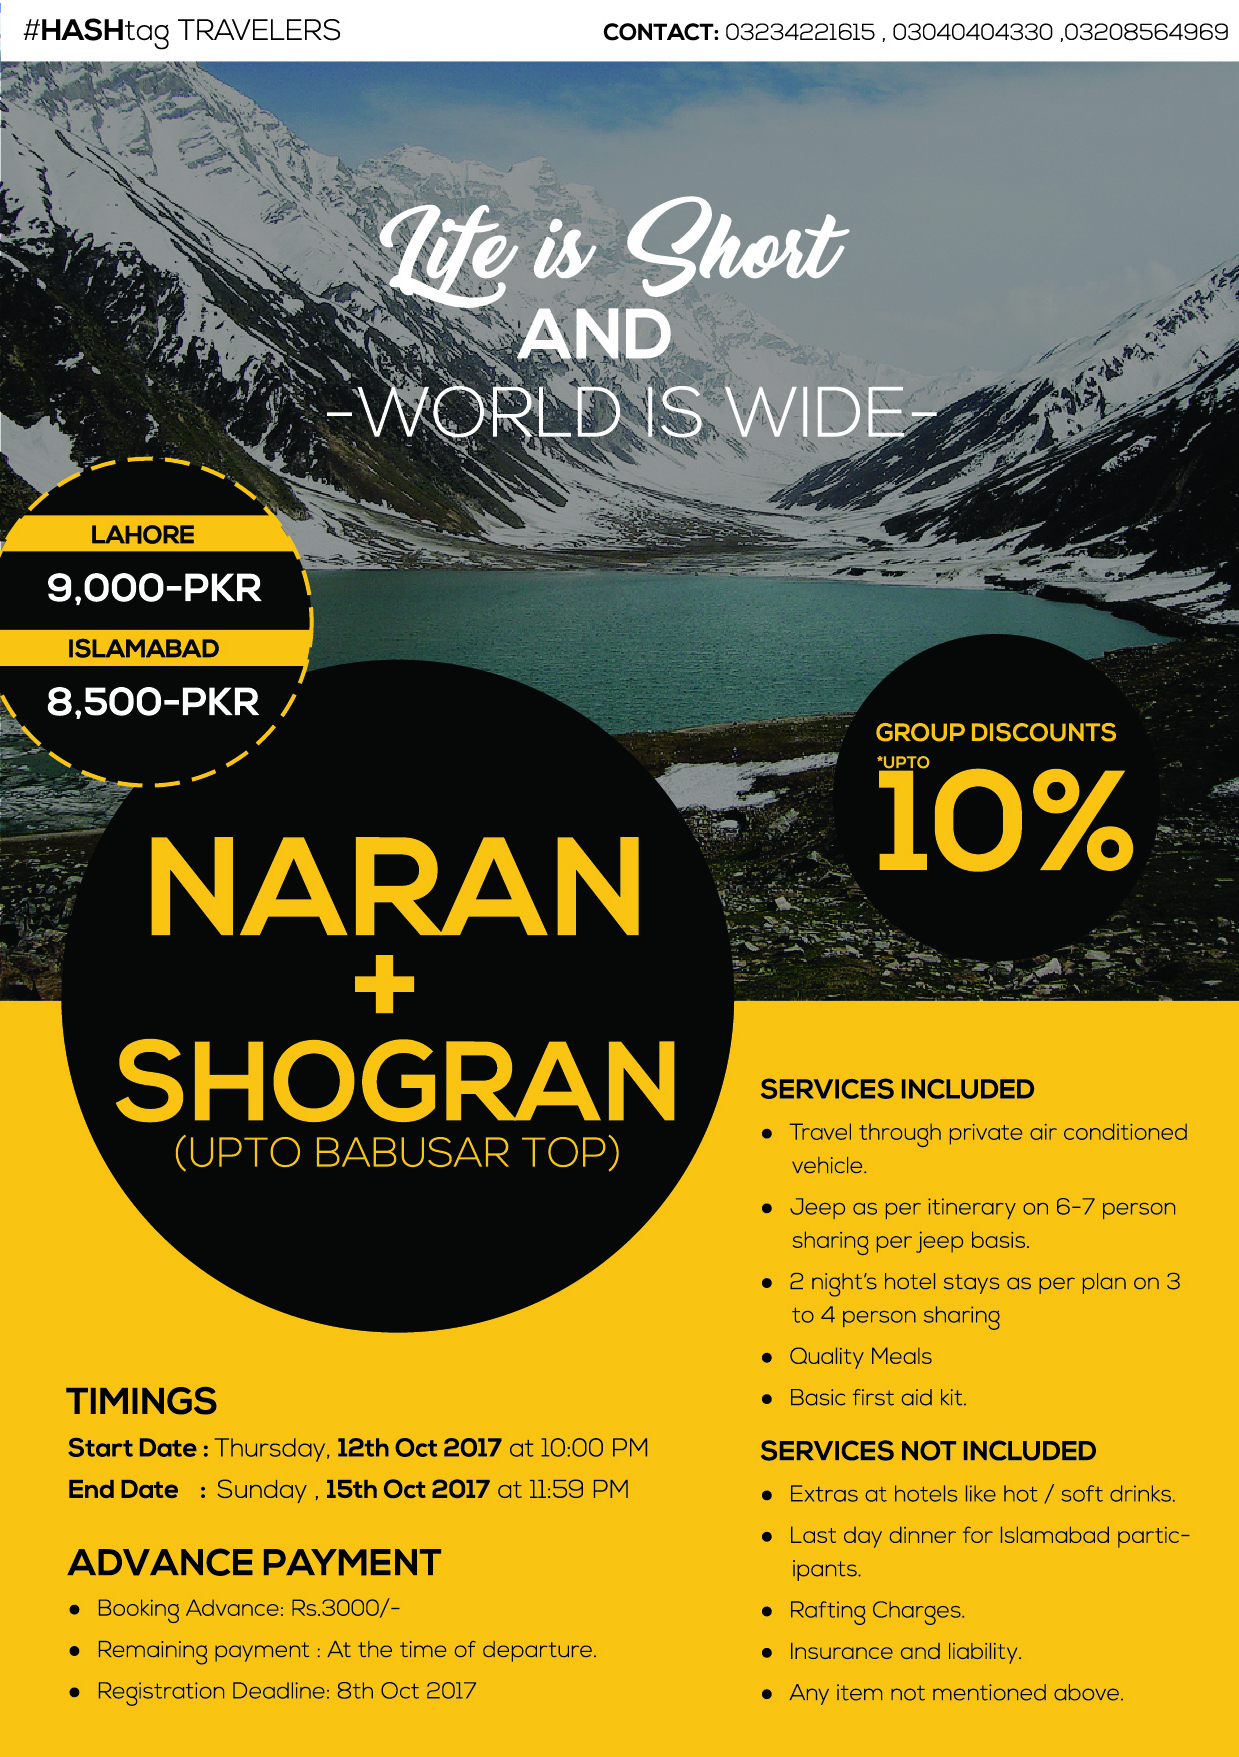 #HASHtag TRAVELERS
CONTACT: 03234221615 , 03040404330 ,03208564969
Life is Short
AND
-WORLD IS WIDE-
LAHORE
9,000-PKR
ISLAMABAD
8,500-PKR
GROUP DISCOUNTS
*UPTO
10%
NARAN
+
SHOGRAN
(UPTO BABUSAR TOP)
TIMINGS
Start Date : Thursday, 12th Oct 2017 at 10:00 PM
End Date : Sunday , 15th Oct 2017 at 11:59 PM
ADVANCE PAYMENT
● Booking Advance: Rs.3000/-
● Remaining payment : At the time of departure.
● Registration Deadline: 8th Oct 2017
SERVICES INCLUDED
● Travel through private air conditioned
vehicle.
● Jeep as per itinerary on 6-7 person
sharing per jeep basis.
● 2 night's hotel stays as per plan on 3
to 4 person sharing
● Quality Meals
● Basic first aid kit.
SERVICES NOT INCLUDED
● Extras at hotels like hot / soft drinks.
● Last day dinner for Islamabad partic-
ipants.
● Rafting Charges.
● Insurance and liability.
● Any item not mentioned above.